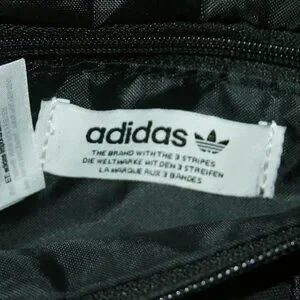 adidas
THE BRAND WITH THE 3 STRIPES
DIE WELTMARKE MIT DEN 3 STREIFEN
LA MARQUE AUX 3 BANDES